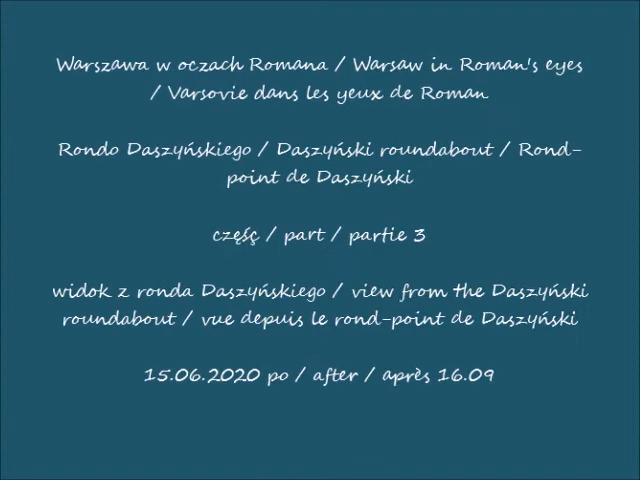 Warszawa w oczach Romana / Warsaw in Roman's eyes
/ Varsovie dans les yeux de Roman
Rondo Daszyńskiego / Daszyński roundabout / Rond-
point de Daszyński
częśç / part / partie 3
widok z ronda Daszyńskiego / view from the Daszyński
roundabout / vue depuis le rond-point de Daszyński
15.06.2020 po / after / après 16.09